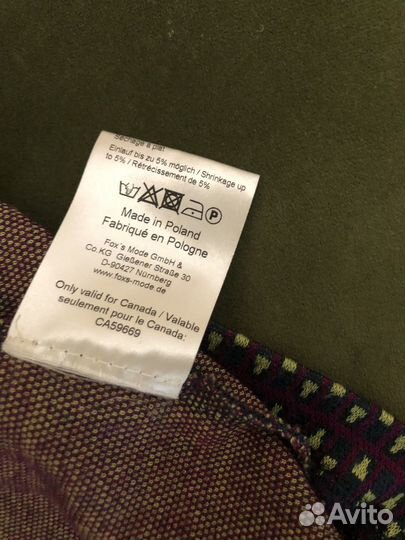 Séchage à plat
Einlauf bis zu 5% möglich / Shrinkage up
to 5% / Rétrécissement de 5%
P
Made in Poland
Fabriqué en Pologne
Fox´s Mode GmbH &
Co.KG Gießener Straße 30
D-90427 Nürnberg
www.foxs-mode.de
Only valid for Canada / Valable
seulement pour le Canada:
CA59669
Avito